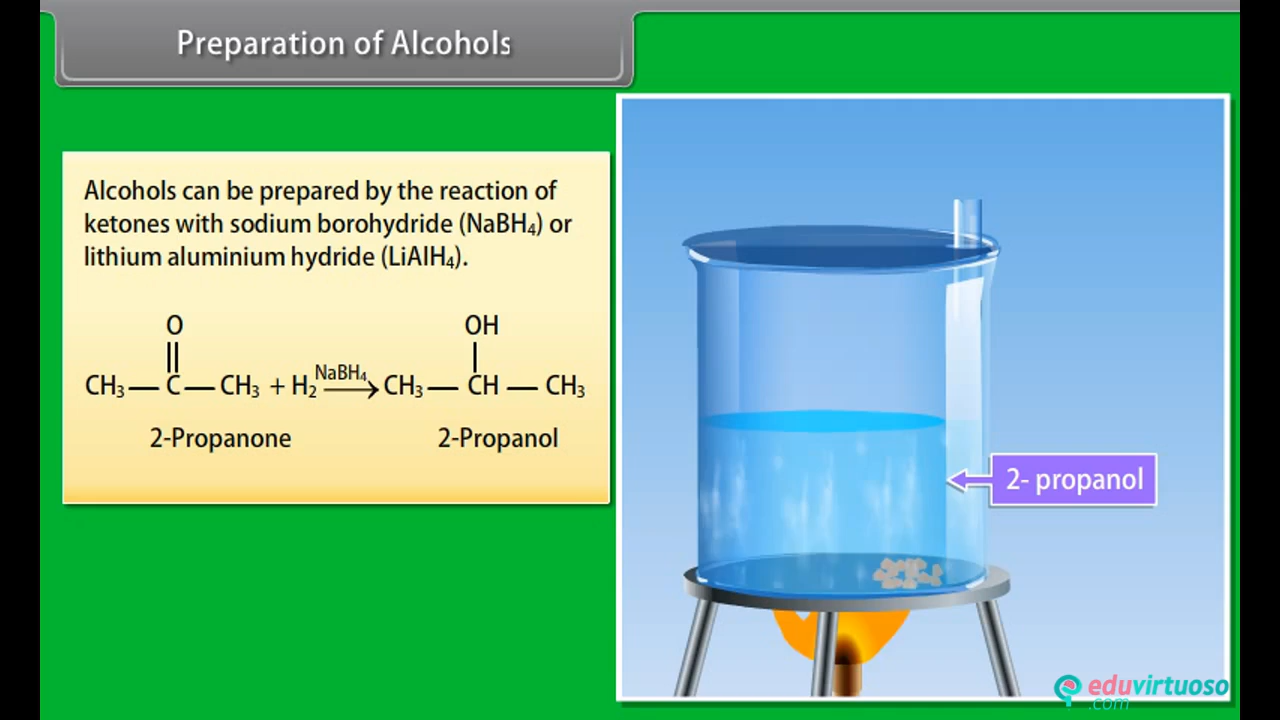 Preparation of Alcohols
Alcohols can be prepared by the reaction of
ketones with sodium borohydride (NaBH₄) or
lithium aluminium hydride (LiAlH₄).
O OH
|| |
CH₃ — C — CH₃ + H₂ NaBH₄ → CH₃ — CH — CH₃
2-Propanone 2-Propanol
2- propanol
eduvirtuoso
.com